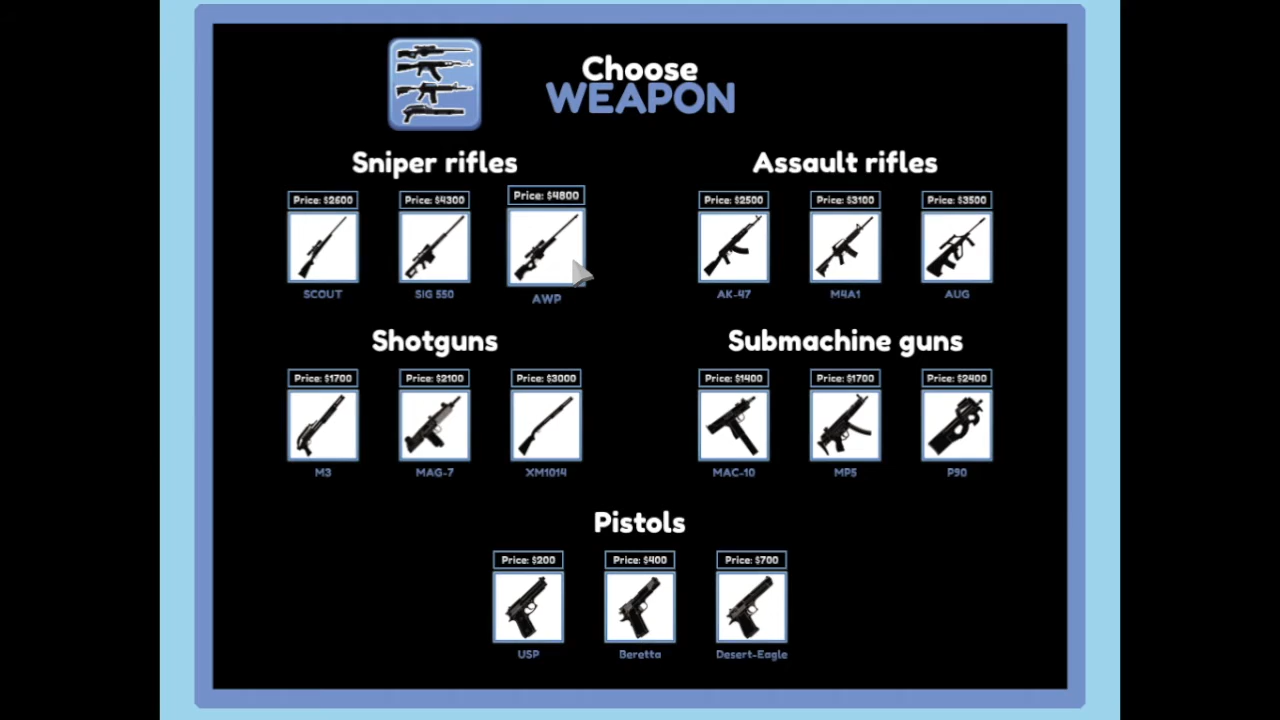 Choose
WEAPON
Sniper rifles
Assault rifles
Price: $2600
Price: $4300
Price: $4800
Price: $2500
Price: $3100
Price: $3500
SCOUT
SIG 550
AWP
AK-47
M4A1
AUG
Shotguns
Submachine guns
Price: $1700
Price: $2100
Price: $3000
Price: $1400
Price: $1700
Price: $2400
M3
MAG-7
XM1014
MAC-10
MP5
P90
Pistols
Price: $200
Price: $400
Price: $700
USP
Beretta
Desert-Eagle